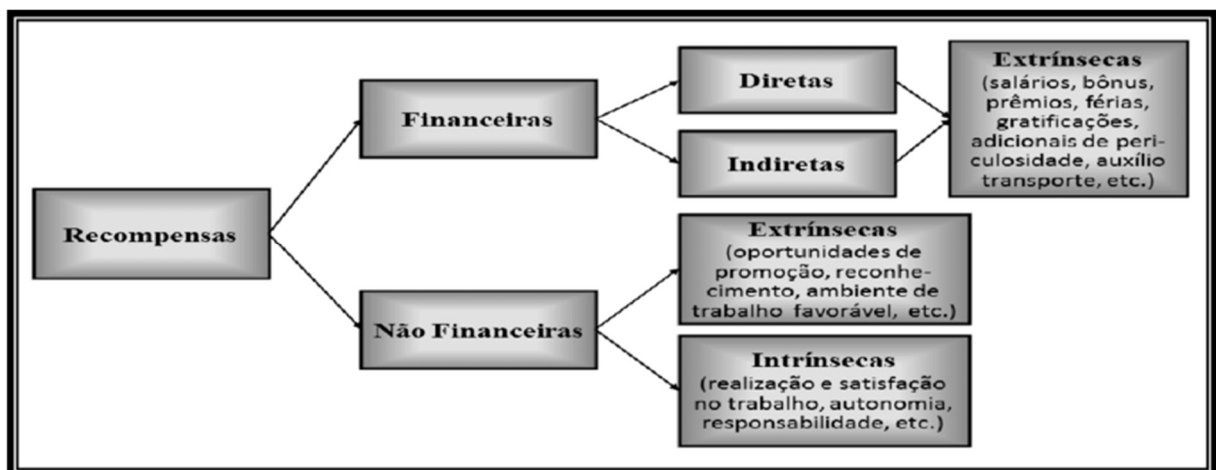 Recompensas
Financeiras
Não Financeiras
Diretas
Indiretas
Extrínsecas
(salários, bônus,
prêmios, férias,
gratificações,
adicionais de peri-
culosidade, auxílio
transporte, etc.)
Extrínsecas
(oportunidades de
promoção, reconhe-
cimento, ambiente de
trabalho favorável, etc.)
Intrínsecas
(realização e satisfação
no trabalho, autonomia,
responsabilidade, etc.)